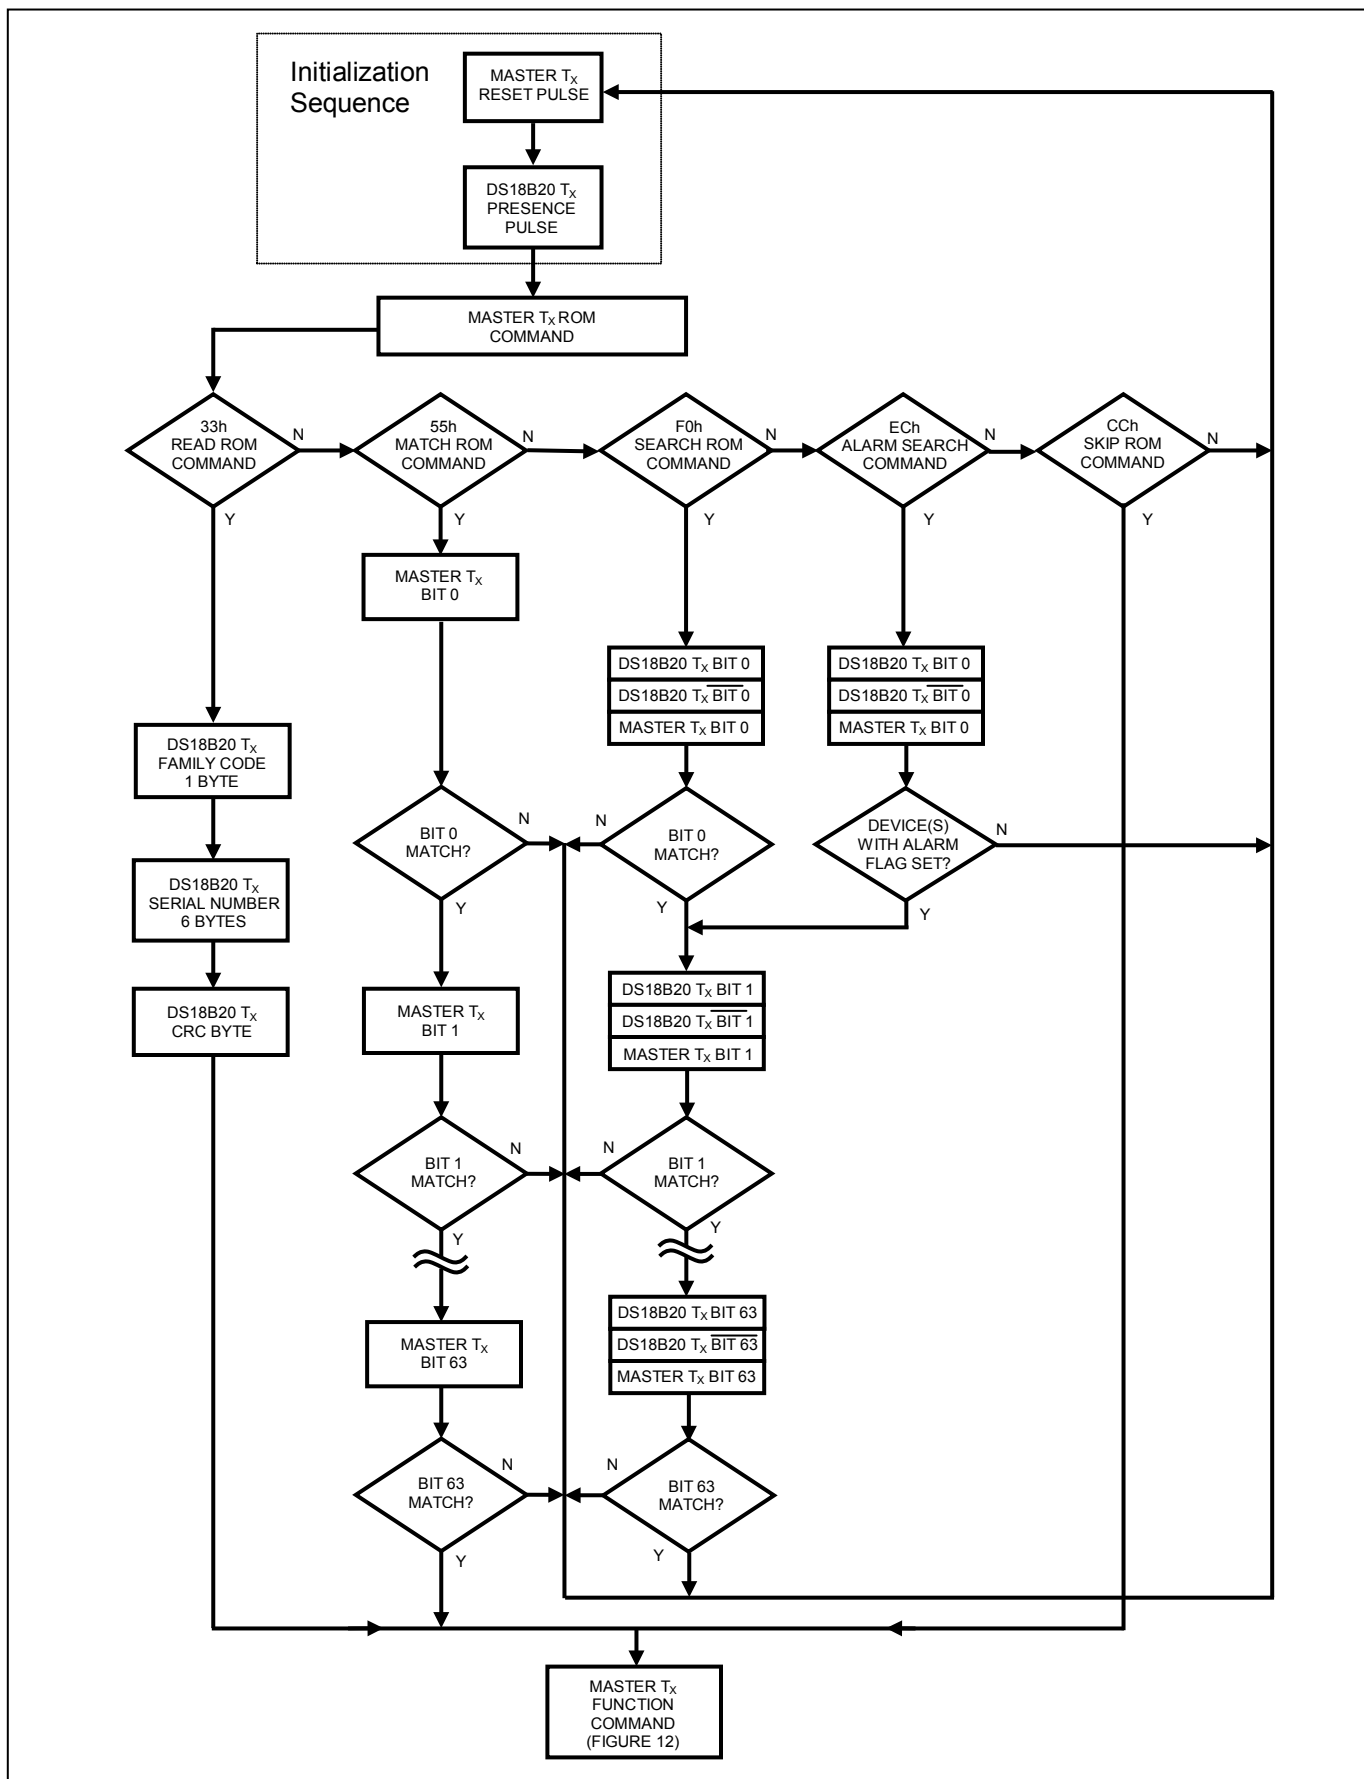 Initialization
Sequence
MASTER TX
RESET PULSE
DS18B20 TX
PRESENCE
PULSE
MASTER TX ROM
COMMAND
33h
READ ROM
COMMAND
N
55h
MATCH ROM
COMMAND
N
F0h
SEARCH ROM
COMMAND
N
ECh
ALARM SEARCH
COMMAND
N
CCh
SKIP ROM
COMMAND
N
Y
Y
Y
Y
Y
MASTER TX
BIT 0
DS18B20 TX BIT 0
DS18B20 TX BIT 0
MASTER TX BIT 0
DS18B20 TX BIT 0
DS18B20 TX BIT 0
MASTER TX BIT 0
DS18B20 TX
FAMILY CODE
1 BYTE
BIT 0
MATCH?
N
N
BIT 0
MATCH?
DEVICE(S)
WITH ALARM
FLAG SET?
N
DS18B20 TX
SERIAL NUMBER
6 BYTES
Y
Y
Y
DS18B20 TX
CRC BYTE
MASTER TX
BIT 1
DS18B20 TX BIT 1
DS18B20 TX BIT 1
MASTER TX BIT 1
BIT 1
MATCH?
N
N
BIT 1
MATCH?
Y
Y
MASTER TX
BIT 63
DS18B20 TX BIT 63
DS18B20 TX BIT 63
MASTER TX BIT 63
BIT 63
MATCH?
N
N
BIT 63
MATCH?
Y
Y
MASTER TX
FUNCTION
COMMAND
(FIGURE 12)